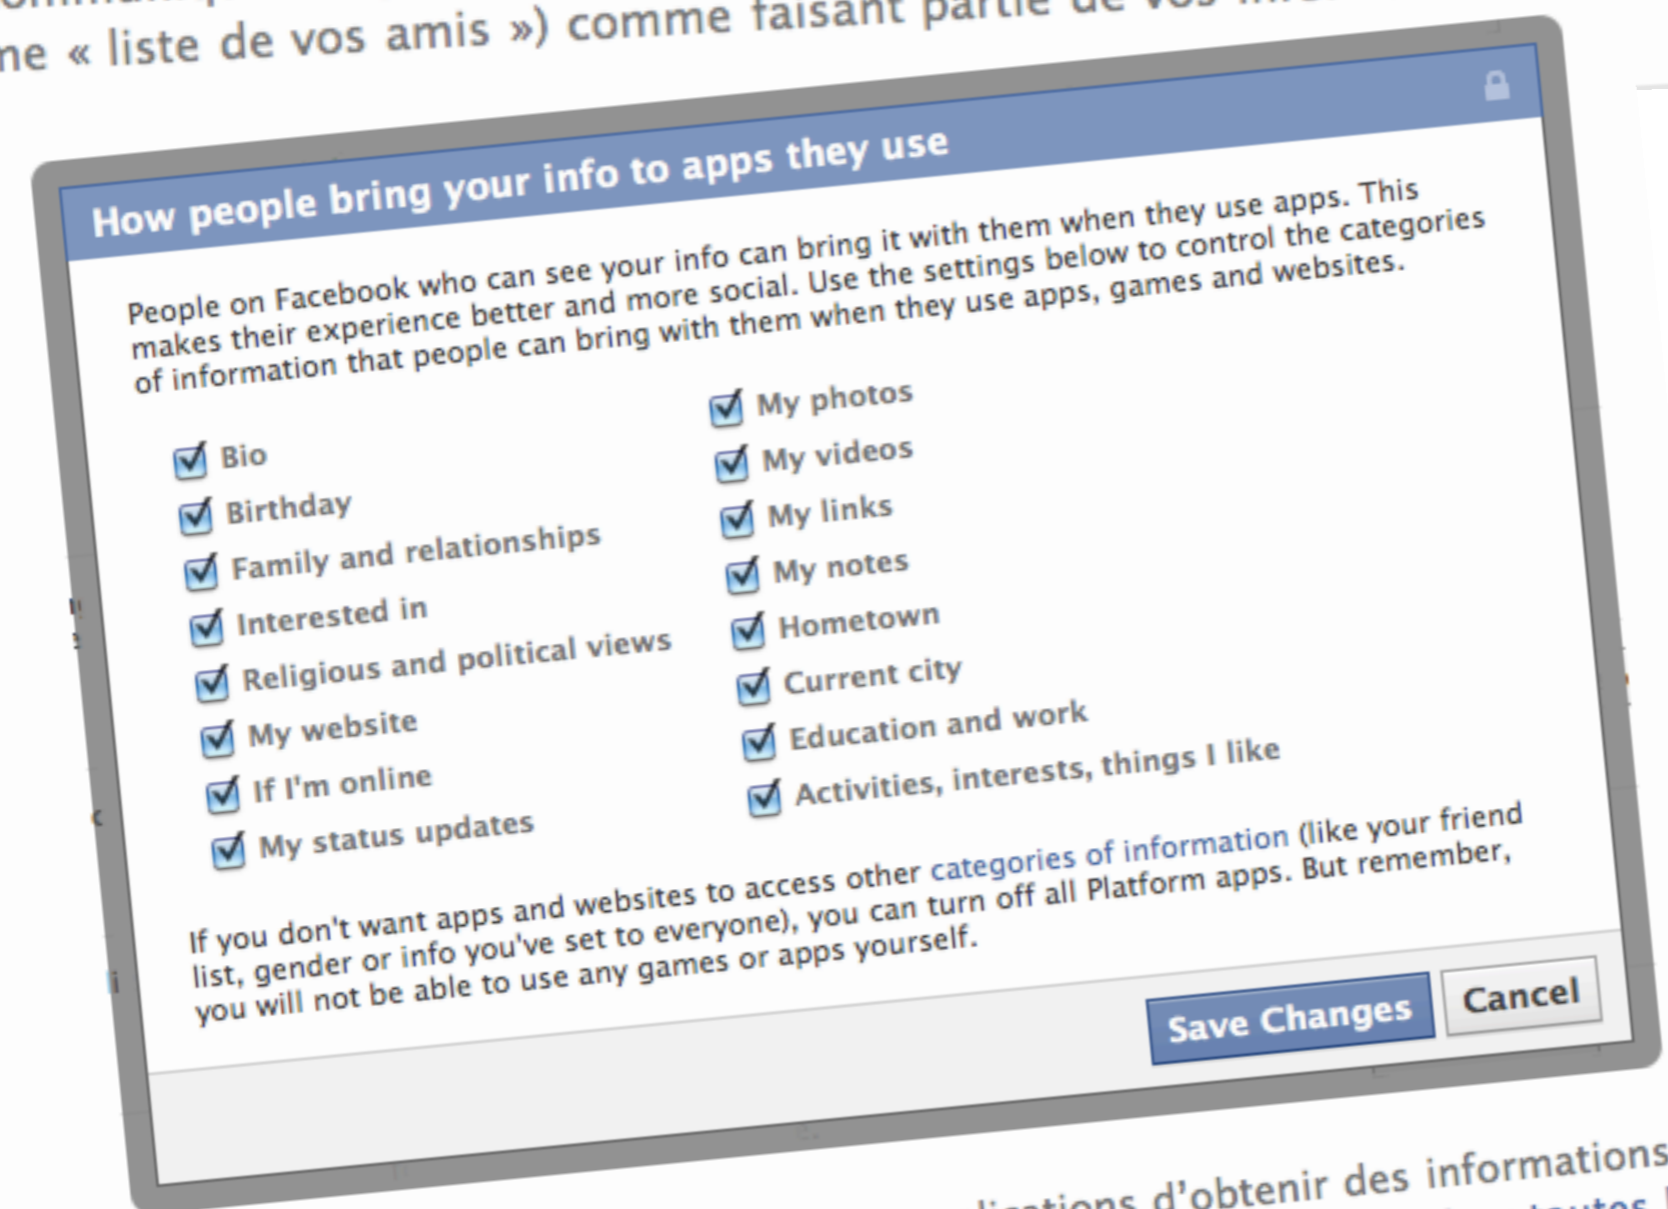 me « liste de vos amis ») comme faisant partie de vos
How people bring your info to apps they use
People on Facebook who can see your info can bring it with them when they use apps. This
makes their experience better and more social. Use the settings below to control the categories
of information that people can bring with them when they use apps, games and websites.
Bio
Birthday
Family and relationships
Interested in
Religious and political views
My website
If I'm online
My status updates
My photos
My videos
My links
My notes
Hometown
Current city
Education and work
Activities, interests, things I like
If you don't want apps and websites to access other categories of information (like your friend
list, gender or info you've set to everyone), you can turn off all Platform apps. But remember,
you will not be able to use any games or apps yourself.
Save Changes
Cancel
d’obtenir des informations
toutes